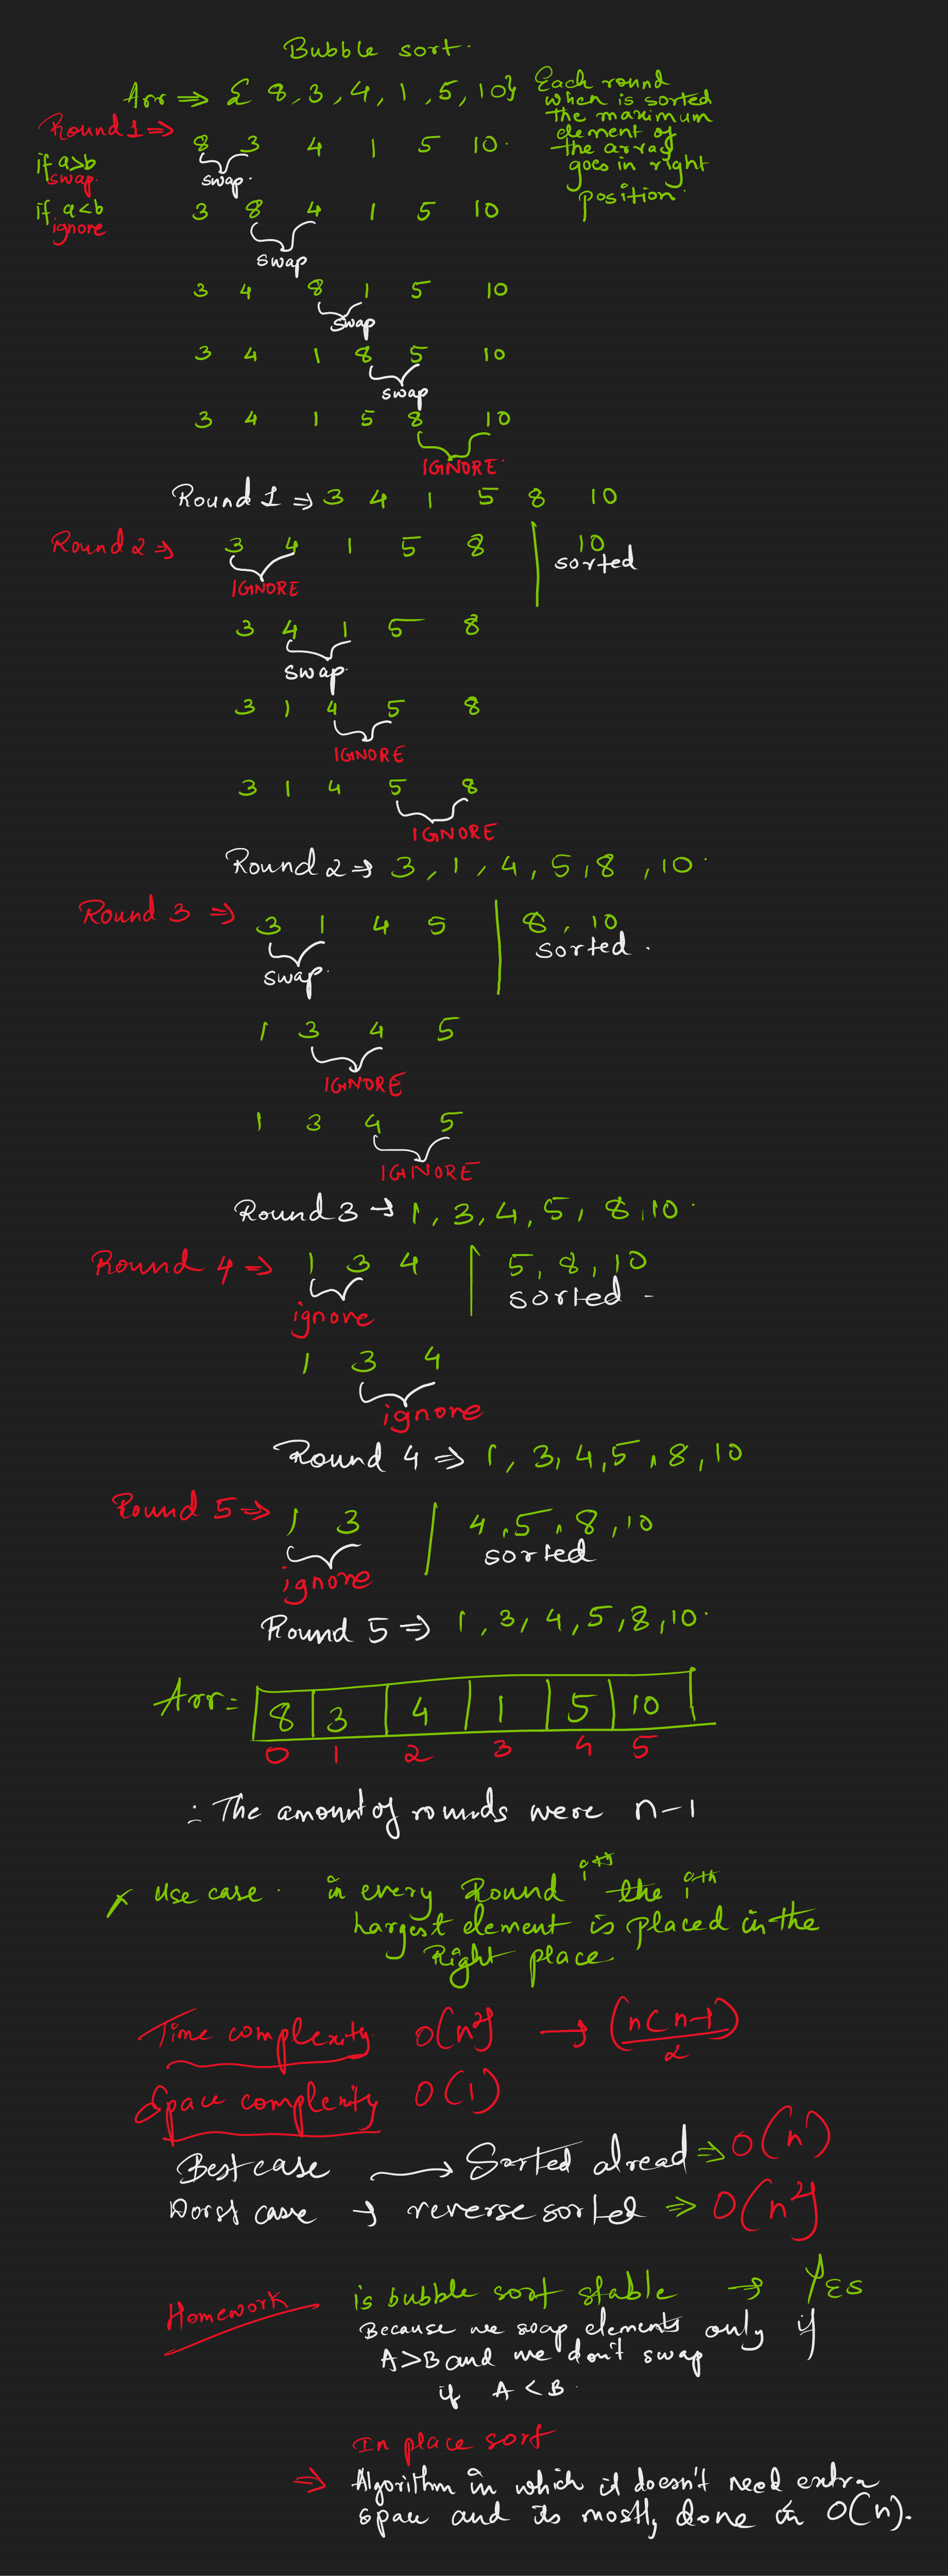 Bubble sort.
Arr ⇒ { 8, 3, 4, 1, 5, 10}
Each round
when is sorted
the maximum
element of
the array
goes in right
position.
Round 1 ⇒
8 3 4 1 5 10.
if a>b
swap.
swap.
if a<b
ignore
3 8 4 1 5 10
swap
3 4 8 1 5 10
swap
3 4 1 8 5 10
swap
3 4 1 5 8 10
IGNORE.
Round 1 ⇒ 3 4 1 5 8 10
Round 2 ⇒ 3 4 1 5 8 | 10
sorted
IGNORE
3 4 1 5 8
swap.
3 1 4 5 8
IGNORE
3 1 4 5 8
IGNORE
Round 2 ⇒ 3, 1, 4, 5, 8, 10.
Round 3 ⇒ 3 1 4 5 | 8, 10
sorted.
swap.
1 3 4 5
IGNORE
1 3 4 5
IGNORE
Round 3 → 1, 3, 4, 5, 8, 10.
Round 4 ⇒ 1 3 4 | 5, 8, 10
sorted -
ignore
1 3 4
ignore
Round 4 ⇒ 1, 3, 4, 5, 8, 10
Round 5 ⇒ 1 3 | 4, 5, 8, 10
sorted
ignore
Round 5 ⇒ 1, 3, 4, 5, 8, 10.
Arr = 8 3 4 1 5 10
0 1 2 3 4 5
∴ The amount of rounds were n-1
Use case. in every Round ith the ith
largest element is placed in the
Right place.
Time complexity O(n²) → (n(n-1)/2)
Space complexity O(1)
Best case → Sorted alread ⇒ O(n)
Worst case → reverse sorted ⇒ O(n²)
Homework
is bubble sort stable → YES
Because we swap elements only if
A>B and we don't swap
if A<B.
In place sort
⇒ Algorithm in which it doesn't need extra
space and its mostly done in O(n).